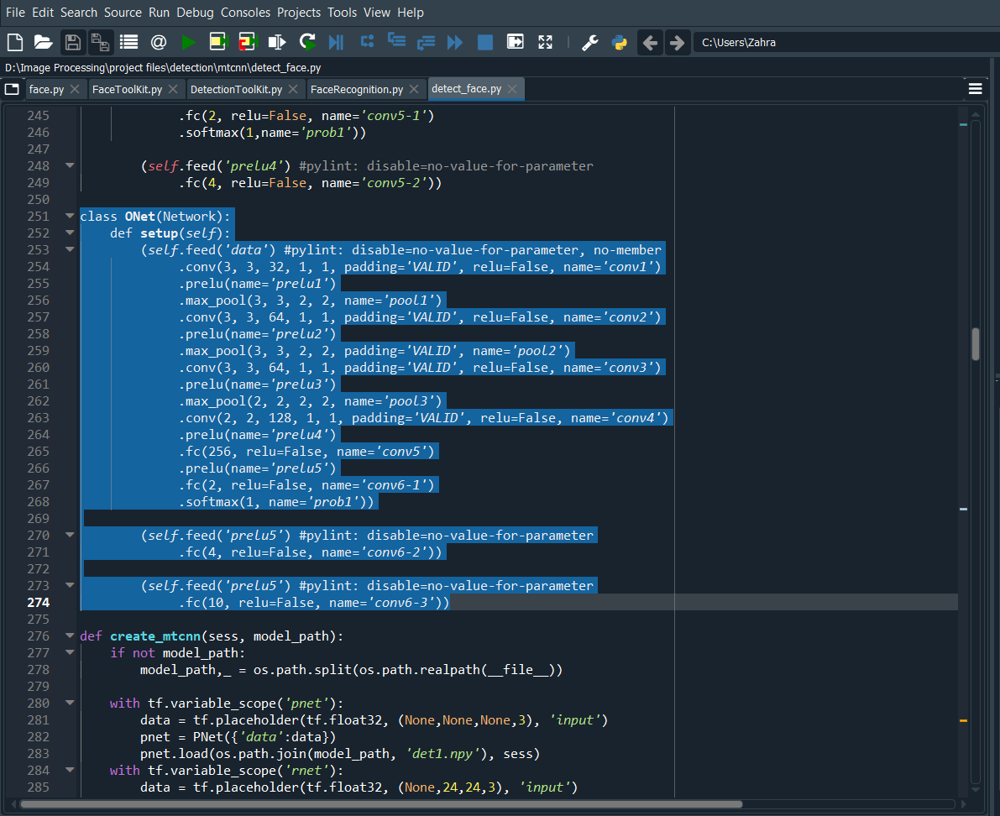 File Edit Search Source Run Debug Consoles Projects Tools View Help
C:\Users\Zahra
D:\Image Processing\project files\detection\mtcnn\detect_face.py
face.py FaceToolKit.py DetectionToolKit.py FaceRecognition.py detect_face.py
245 .fc(2, relu=False, name='conv5-1')
246 .softmax(1,name='prob1'))
247
248 (self.feed('prelu4') #pylint: disable=no-value-for-parameter
249 .fc(4, relu=False, name='conv5-2'))
250
251 class ONet(Network):
252 def setup(self):
253 (self.feed('data') #pylint: disable=no-value-for-parameter, no-member
254 .conv(3, 3, 32, 1, 1, padding='VALID', relu=False, name='conv1')
255 .prelu(name='prelu1')
256 .max_pool(3, 3, 2, 2, name='pool1')
257 .conv(3, 3, 64, 1, 1, padding='VALID', relu=False, name='conv2')
258 .prelu(name='prelu2')
259 .max_pool(3, 3, 2, 2, padding='VALID', name='pool2')
260 .conv(3, 3, 64, 1, 1, padding='VALID', relu=False, name='conv3')
261 .prelu(name='prelu3')
262 .max_pool(2, 2, 2, 2, name='pool3')
263 .conv(2, 2, 128, 1, 1, padding='VALID', relu=False, name='conv4')
264 .prelu(name='prelu4')
265 .fc(256, relu=False, name='conv5')
266 .prelu(name='prelu5')
267 .fc(2, relu=False, name='conv6-1')
268 .softmax(1, name='prob1'))
269
270 (self.feed('prelu5') #pylint: disable=no-value-for-parameter
271 .fc(4, relu=False, name='conv6-2'))
272
273 (self.feed('prelu5') #pylint: disable=no-value-for-parameter
274 .fc(10, relu=False, name='conv6-3'))
275
276 def create_mtcnn(sess, model_path):
277 if not model_path:
278 model_path,_ = os.path.split(os.path.realpath(__file__))
279
280 with tf.variable_scope('pnet'):
281 data = tf.placeholder(tf.float32, (None,None,None,3), 'input')
282 pnet = PNet({'data':data})
283 pnet.load(os.path.join(model_path, 'det1.npy'), sess)
284 with tf.variable_scope('rnet'):
285 data = tf.placeholder(tf.float32, (None,24,24,3), 'input')